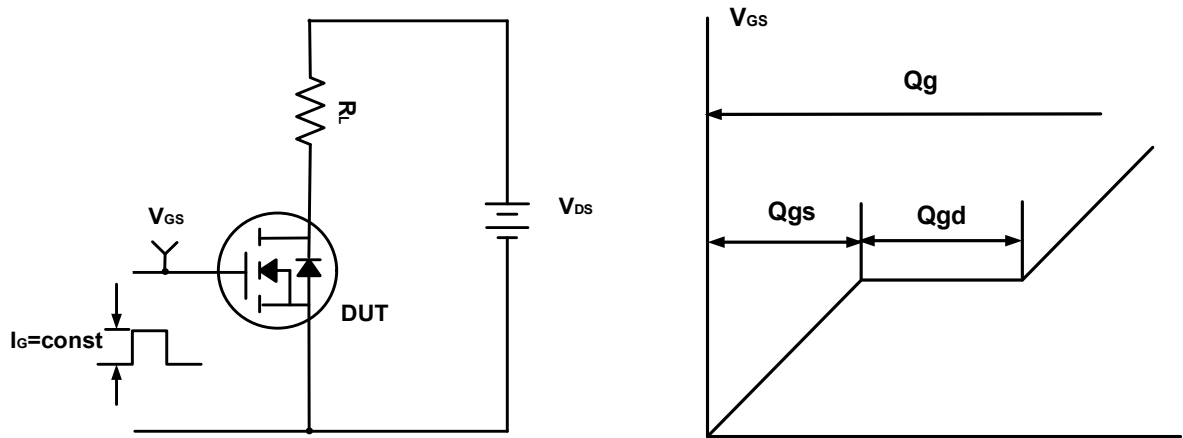 RL
VGS
VDS
DUT
IG=const
VGS
Qg
Qgs
Qgd